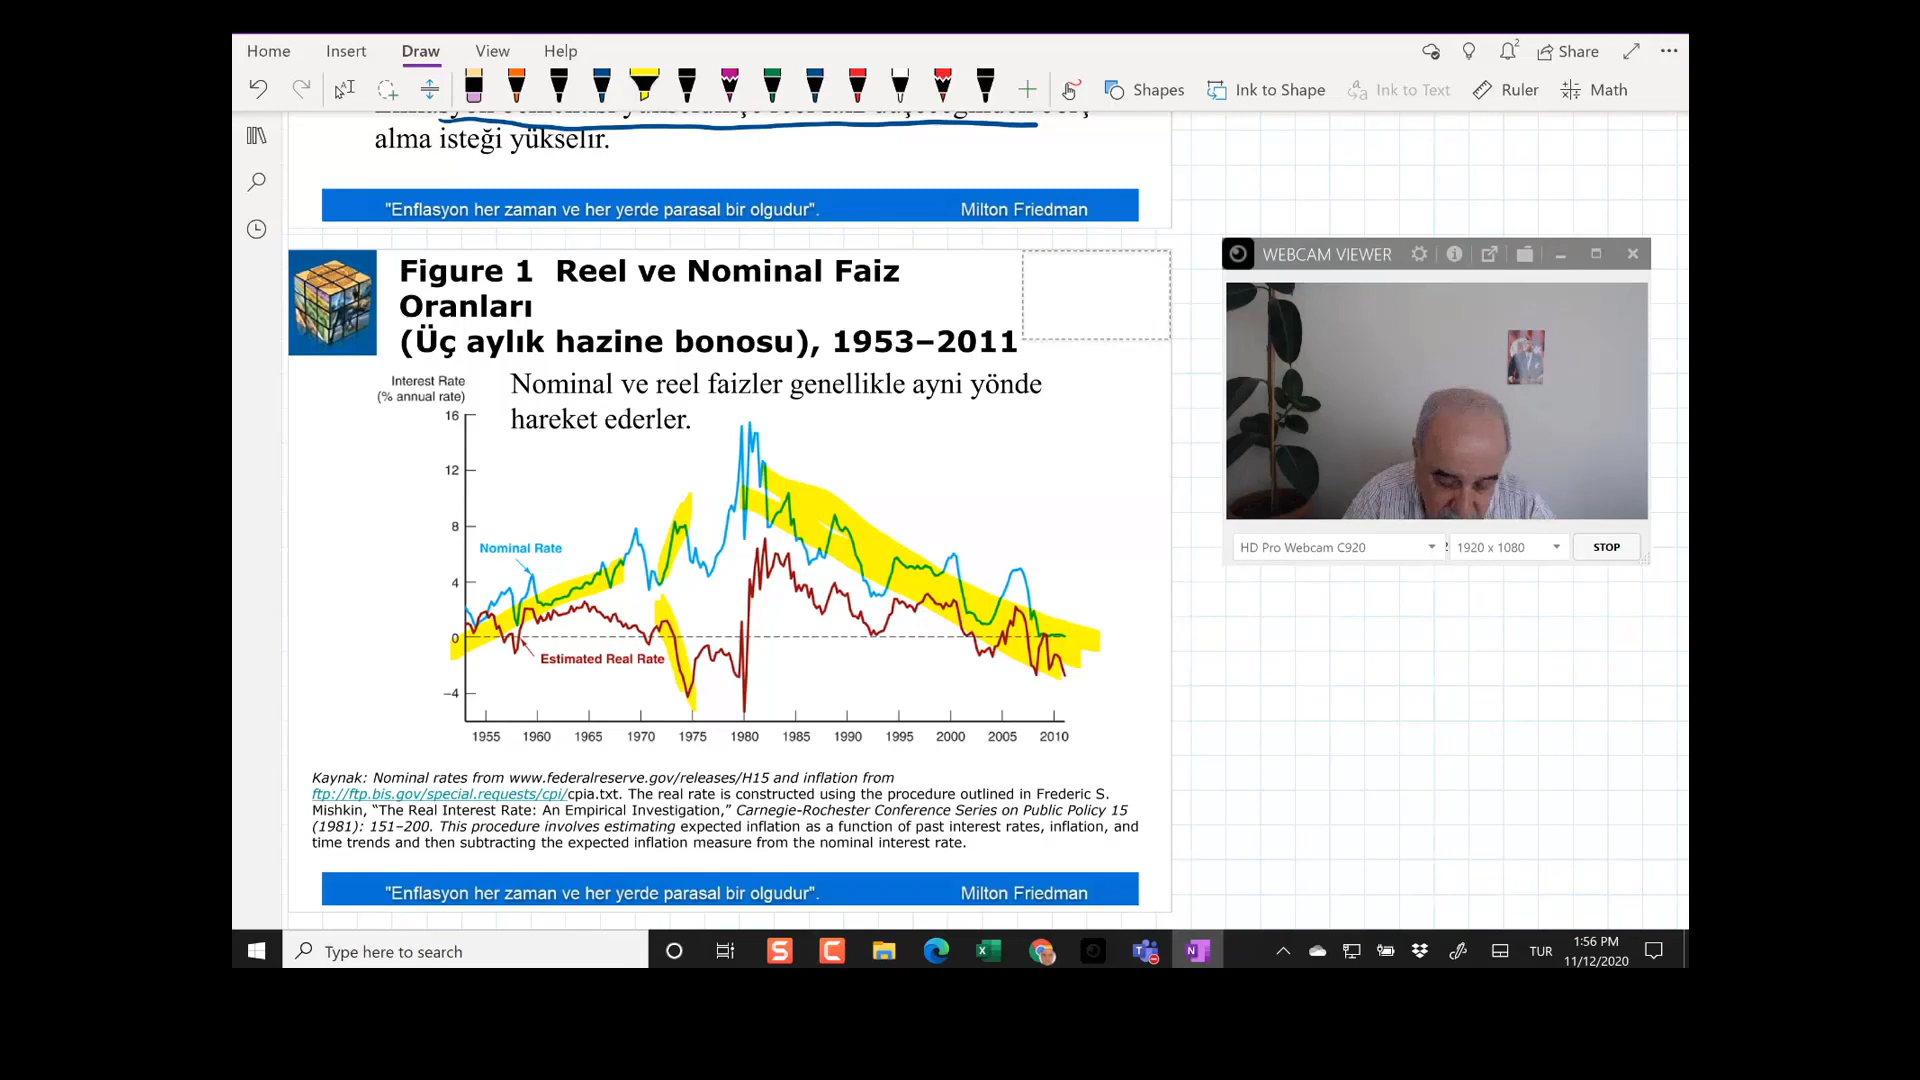 Home Insert Draw View Help
2 Share
Shapes Ink to Shape Ink to Text Ruler Math
alma isteği yükselir.
"Enflasyon her zaman ve her yerde parasal bir olgudur". Milton Friedman
WEBCAM VIEWER
Figure 1 Reel ve Nominal Faiz
Oranları
(Üç aylık hazine bonosu), 1953–2011
Nominal ve reel faizler genellikle ayni yönde
hareket ederler.
Interest Rate
(% annual rate)
16
12
8
4
0
–4
Nominal Rate
Estimated Real Rate
1955 1960 1965 1970 1975 1980 1985 1990 1995 2000 2005 2010
HD Pro Webcam C920 1920 x 1080 STOP
Kaynak: Nominal rates from www.federalreserve.gov/releases/H15 and inflation from
ftp://ftp.bis.gov/special.requests/cpi/cpia.txt. The real rate is constructed using the procedure outlined in Frederic S.
Mishkin, “The Real Interest Rate: An Empirical Investigation,” Carnegie-Rochester Conference Series on Public Policy 15
(1981): 151–200. This procedure involves estimating expected inflation as a function of past interest rates, inflation, and
time trends and then subtracting the expected inflation measure from the nominal interest rate.
"Enflasyon her zaman ve her yerde parasal bir olgudur". Milton Friedman
Type here to search
TUR
1:56 PM
11/12/2020